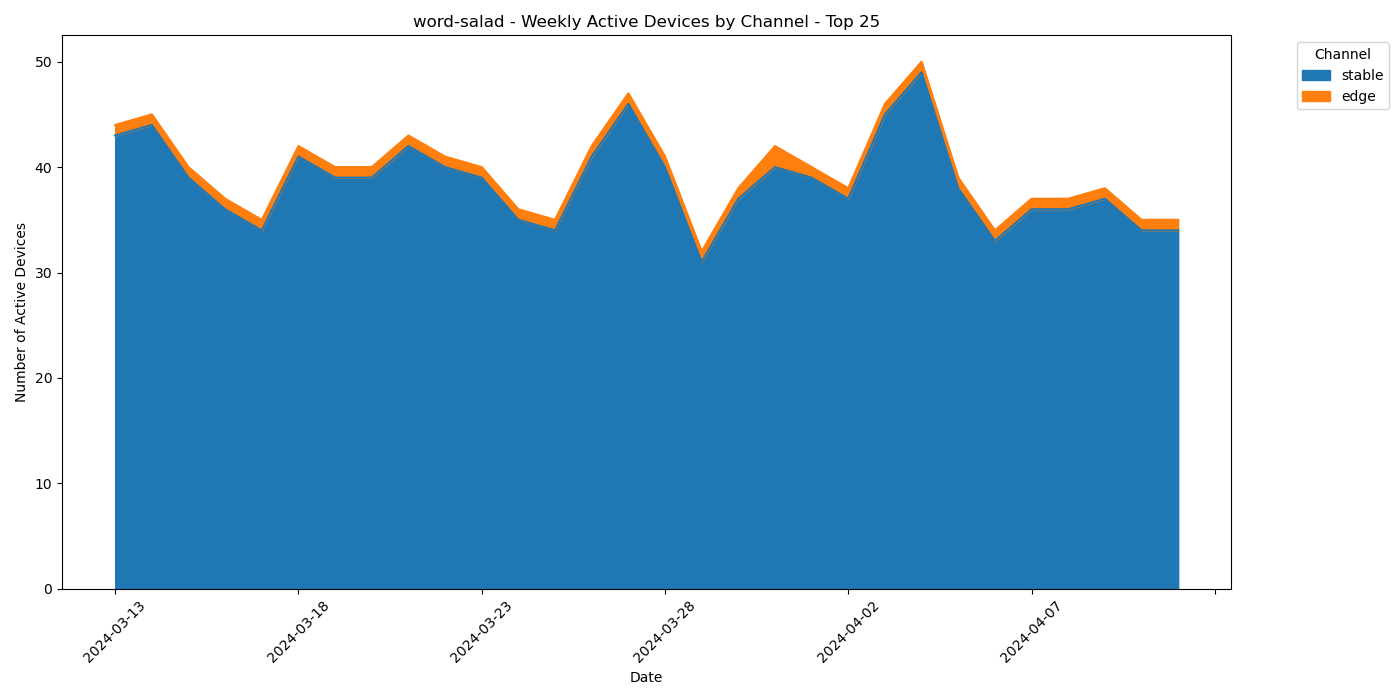 word-salad - Weekly Active Devices by Channel - Top 25
Channel
stable
edge
Number of Active Devices
50
40
30
20
10
0
2024-03-13
2024-03-18
2024-03-23
2024-03-28
2024-04-02
2024-04-07
Date